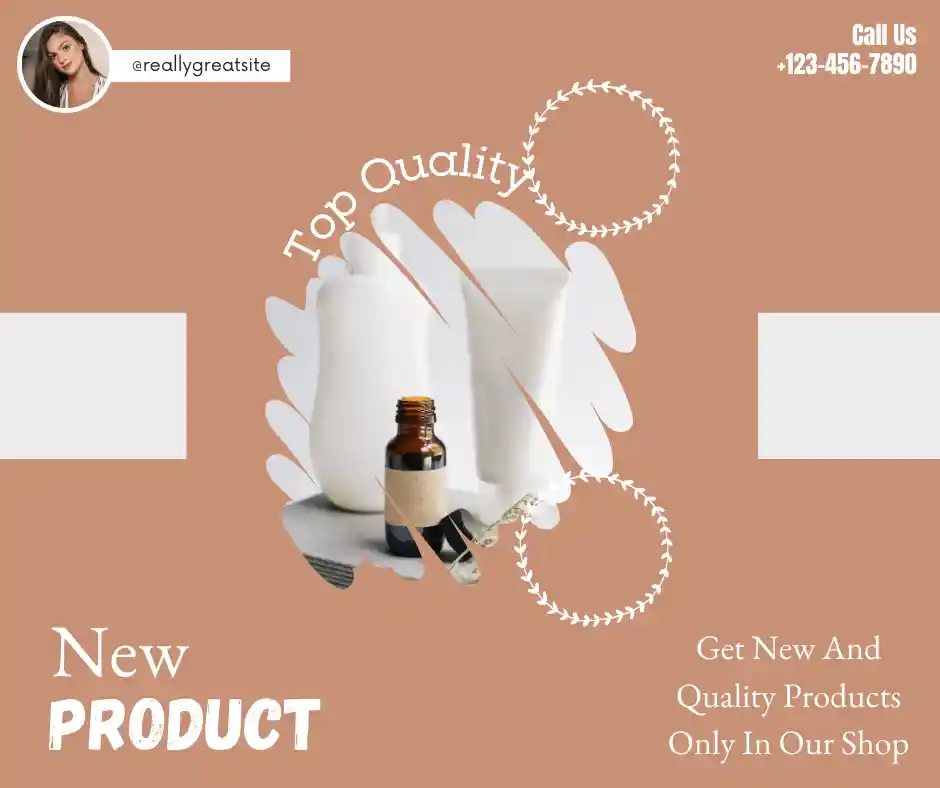 @reallygreatsite
Call Us
+123-456-7890
Top Quality
New
PRODUCT
Get New And
Quality Products
Only In Our Shop